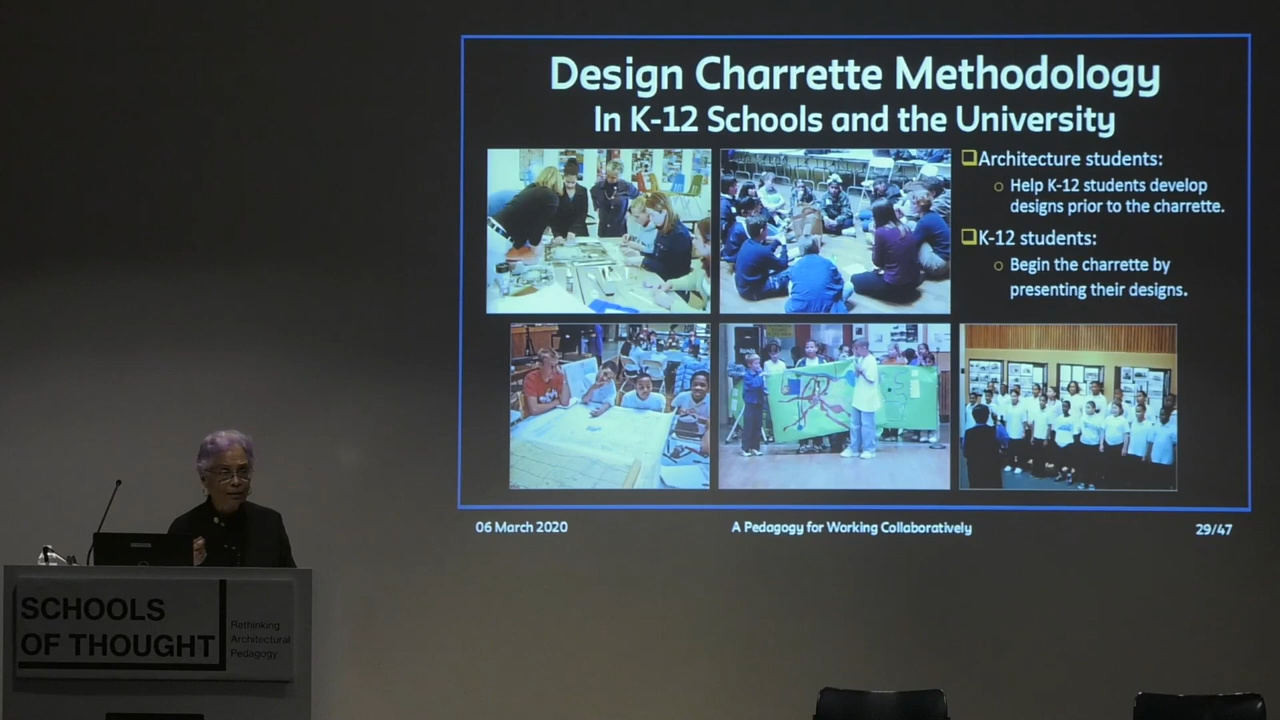 Design Charrette Methodology
In K-12 Schools and the University
Architecture students:
Help K-12 students develop
designs prior to the charrette.
K-12 students:
Begin the charrette by
presenting their designs.
06 March 2020
A Pedagogy for Working Collaboratively
29/47
SCHOOLS
OF THOUGHT
Rethinking
Architectural
Pedagogy